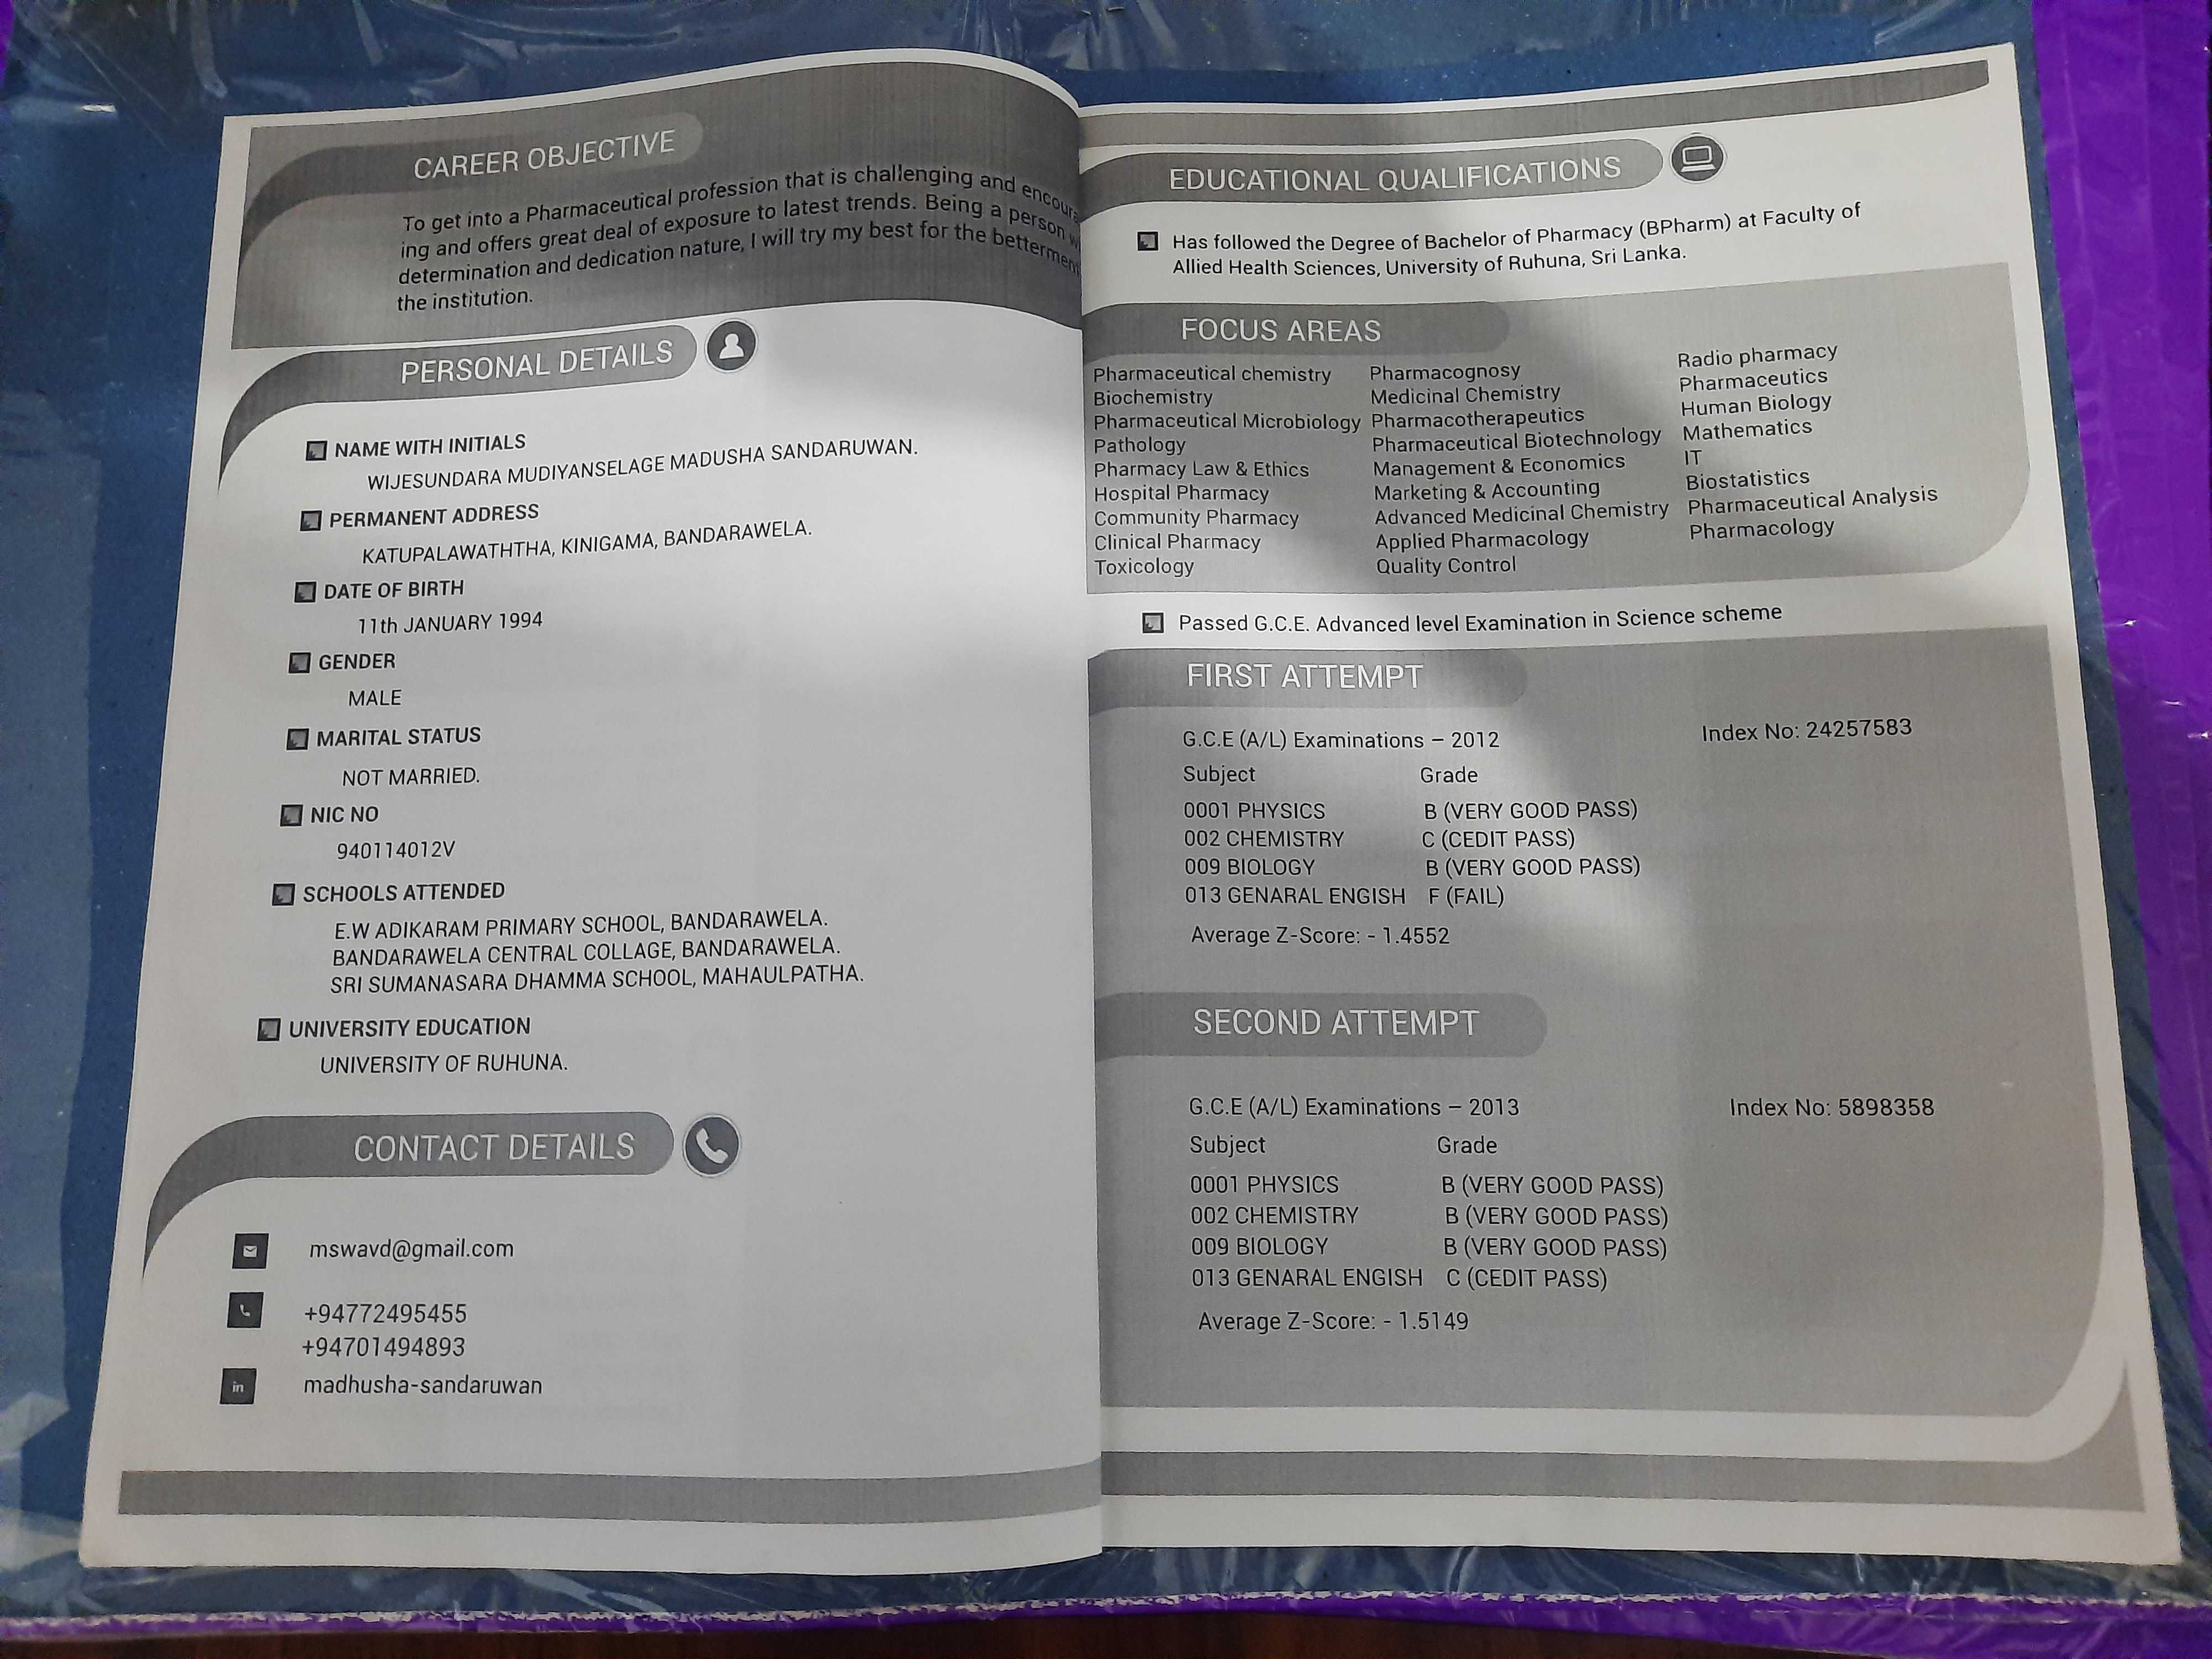 CAREER OBJECTIVE
To get into a Pharmaceutical profession that is challenging and encoura
ing and offers great deal of exposure to latest trends. Being a person w
determination and dedication nature, I will try my best for the betterment
the institution.
PERSONAL DETAILS
NAME WITH INITIALS
WIJESUNDARA MUDIYANSELAGE MADUSHA SANDARUWAN.
PERMANENT ADDRESS
KATUPALAWATHTHA, KINIGAMA, BANDARAWELA.
DATE OF BIRTH
11th JANUARY 1994
GENDER
MALE
MARITAL STATUS
NOT MARRIED.
NIC NO
940114012V
SCHOOLS ATTENDED
E.W ADIKARAM PRIMARY SCHOOL, BANDARAWELA.
BANDARAWELA CENTRAL COLLAGE, BANDARAWELA.
SRI SUMANASARA DHAMMA SCHOOL, MAHAULPATHA.
UNIVERSITY EDUCATION
UNIVERSITY OF RUHUNA.
CONTACT DETAILS
mswavd@gmail.com
+94772495455
+94701494893
in madhusha-sandaruwan
EDUCATIONAL QUALIFICATIONS
Has followed the Degree of Bachelor of Pharmacy (BPharm) at Faculty of
Allied Health Sciences, University of Ruhuna, Sri Lanka.
FOCUS AREAS
Pharmaceutical chemistry
Biochemistry
Pharmaceutical Microbiology
Pathology
Pharmacy Law & Ethics
Hospital Pharmacy
Community Pharmacy
Clinical Pharmacy
Toxicology
Pharmacognosy
Medicinal Chemistry
Pharmacotherapeutics
Pharmaceutical Biotechnology
Management & Economics
Marketing & Accounting
Advanced Medicinal Chemistry
Applied Pharmacology
Quality Control
Radio pharmacy
Pharmaceutics
Human Biology
Mathematics
IT
Biostatistics
Pharmaceutical Analysis
Pharmacology
Passed G.C.E. Advanced level Examination in Science scheme
FIRST ATTEMPT
G.C.E (A/L) Examinations – 2012 Index No: 24257583
Subject Grade
0001 PHYSICS B (VERY GOOD PASS)
002 CHEMISTRY C (CEDIT PASS)
009 BIOLOGY B (VERY GOOD PASS)
013 GENARAL ENGISH F (FAIL)
Average Z-Score: - 1.4552
SECOND ATTEMPT
G.C.E (A/L) Examinations – 2013 Index No: 5898358
Subject Grade
0001 PHYSICS B (VERY GOOD PASS)
002 CHEMISTRY B (VERY GOOD PASS)
009 BIOLOGY B (VERY GOOD PASS)
013 GENARAL ENGISH C (CEDIT PASS)
Average Z-Score: - 1.5149